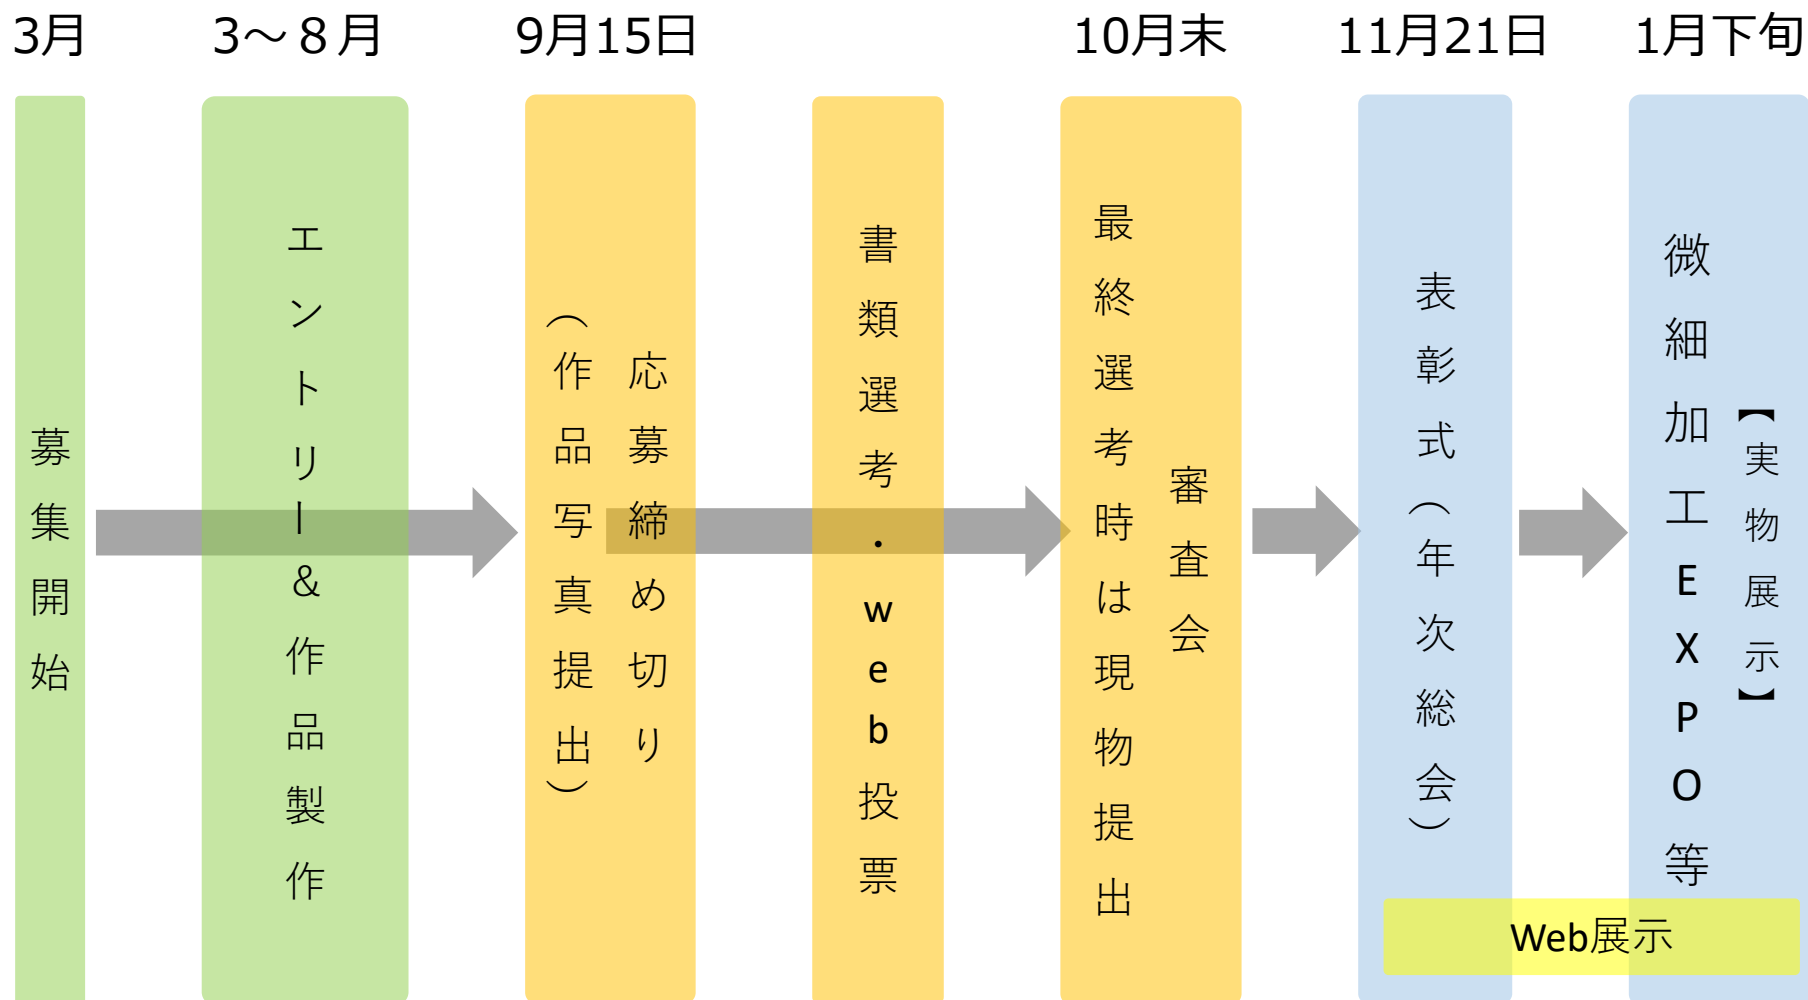 3月
3～８月
9月15日
10月末
11月21日
1月下旬
募集開始
エントリー＆作品製作
応募締め切り
（作品写真提出）
書類選考・web投票
審査会
最終選考時は現物提出
表彰式（年次総会）
【実物展示】
微細加工EXPO等
Web展示